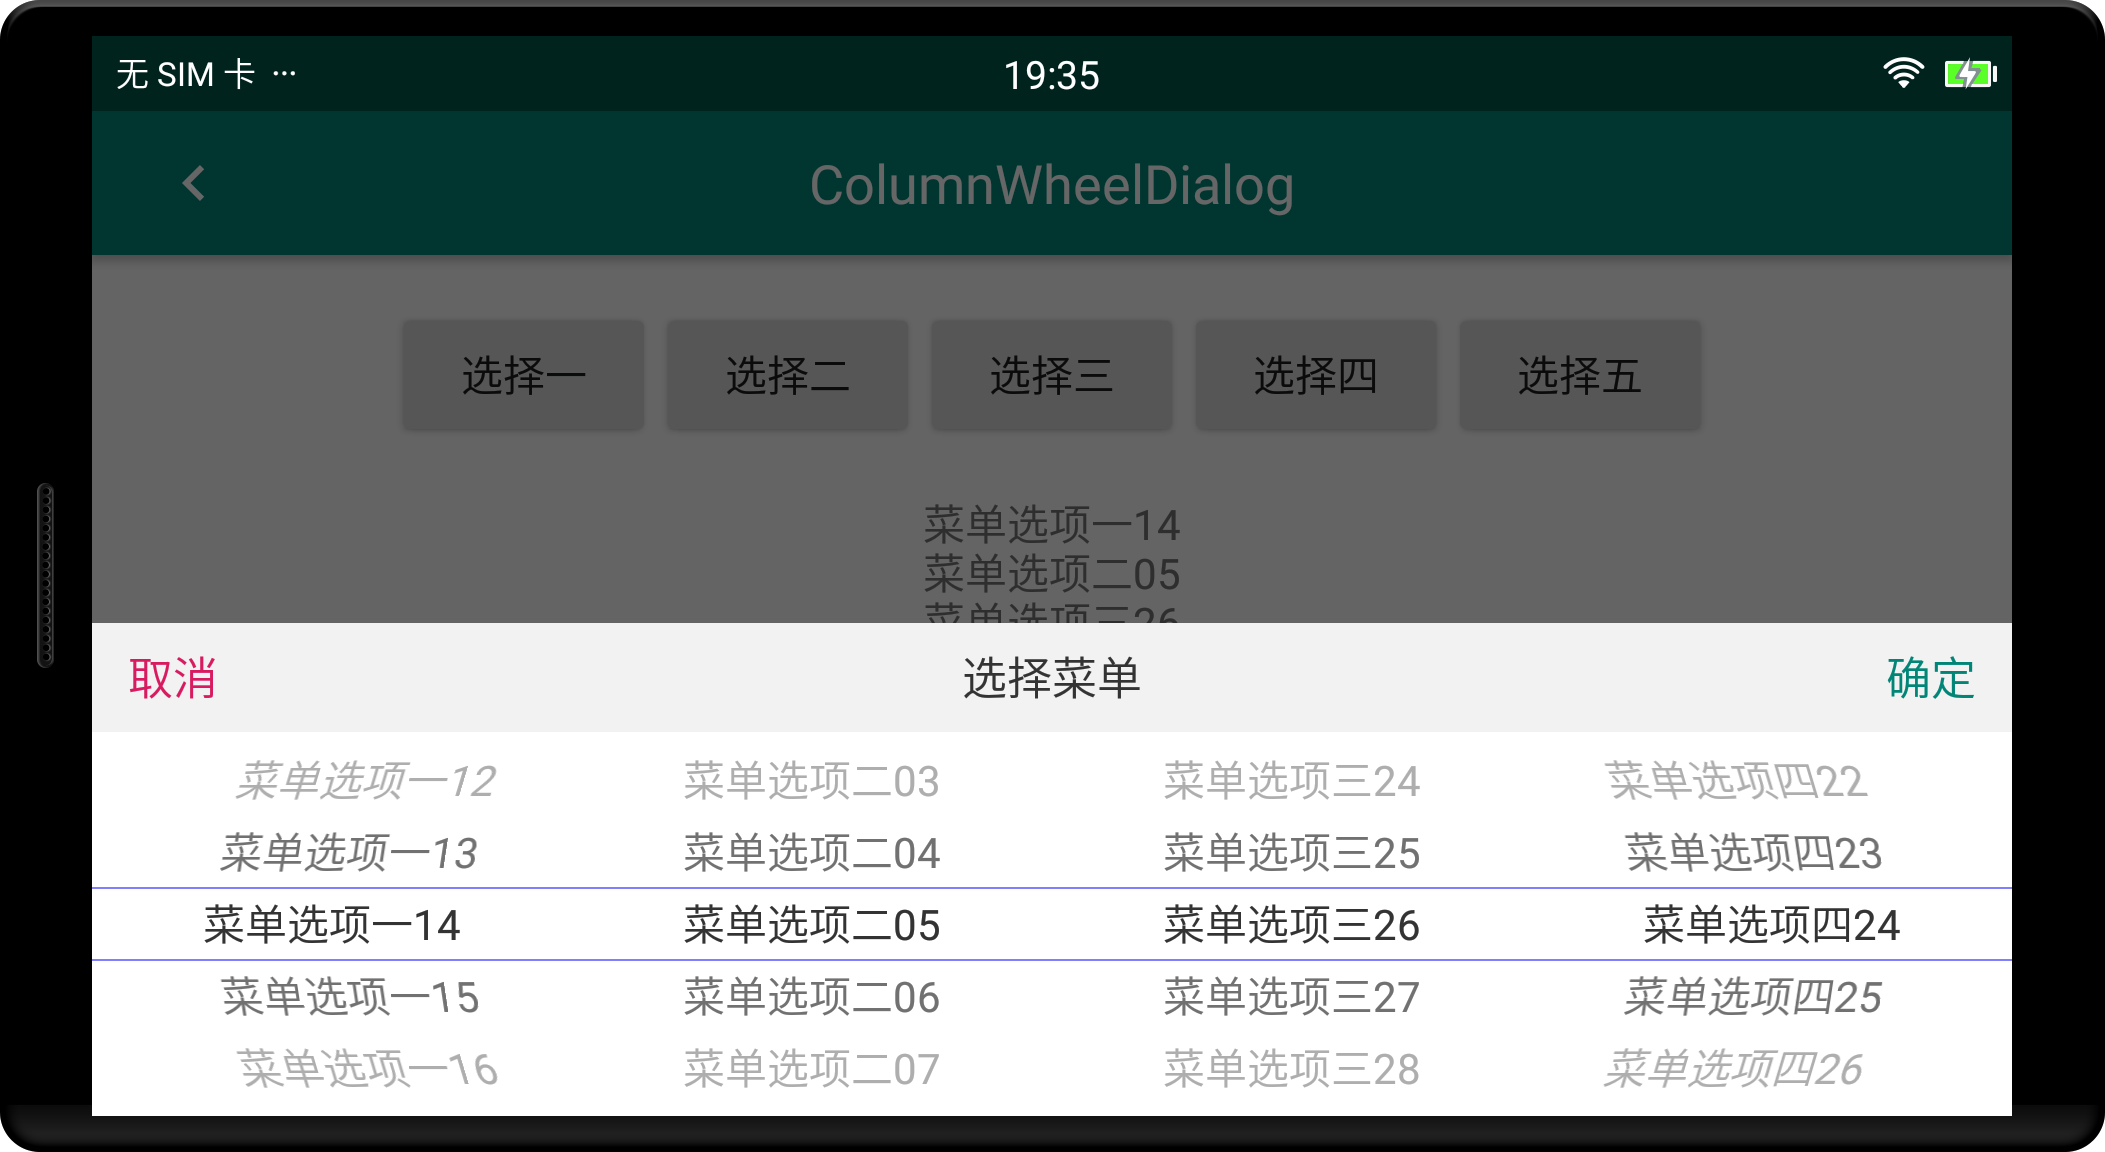 无 SIM 卡 ... 19:35
ColumnWheelDialog
选择一 选择二 选择三 选择四 选择五
菜单选项一14
菜单选项二05
菜单选项三26
取消 选择菜单 确定
菜单选项一12 菜单选项二03 菜单选项三24 菜单选项四22
菜单选项一13 菜单选项二04 菜单选项三25 菜单选项四23
菜单选项一14 菜单选项二05 菜单选项三26 菜单选项四24
菜单选项一15 菜单选项二06 菜单选项三27 菜单选项四25
菜单选项一16 菜单选项二07 菜单选项三28 菜单选项四26